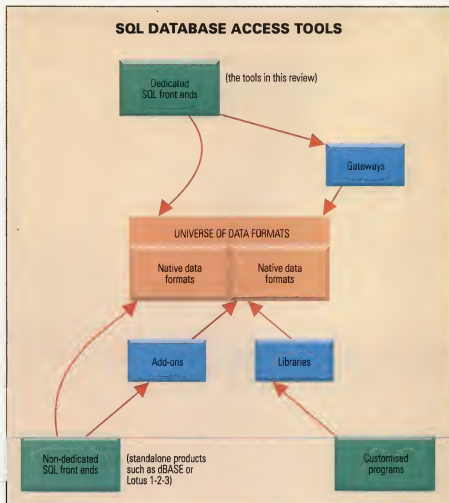 SQL DATABASE ACCESS TOOLS
Dedicated
SQL front ends
(the tools in this review)
Gateways
UNIVERSE OF DATA FORMATS
Native data
formats
Native data
formats
Add-ons
Libraries
Non-dedicated
SQL front ends
(standalone products
such as dBASE or
Lotus 1-2-3)
Customised
programs